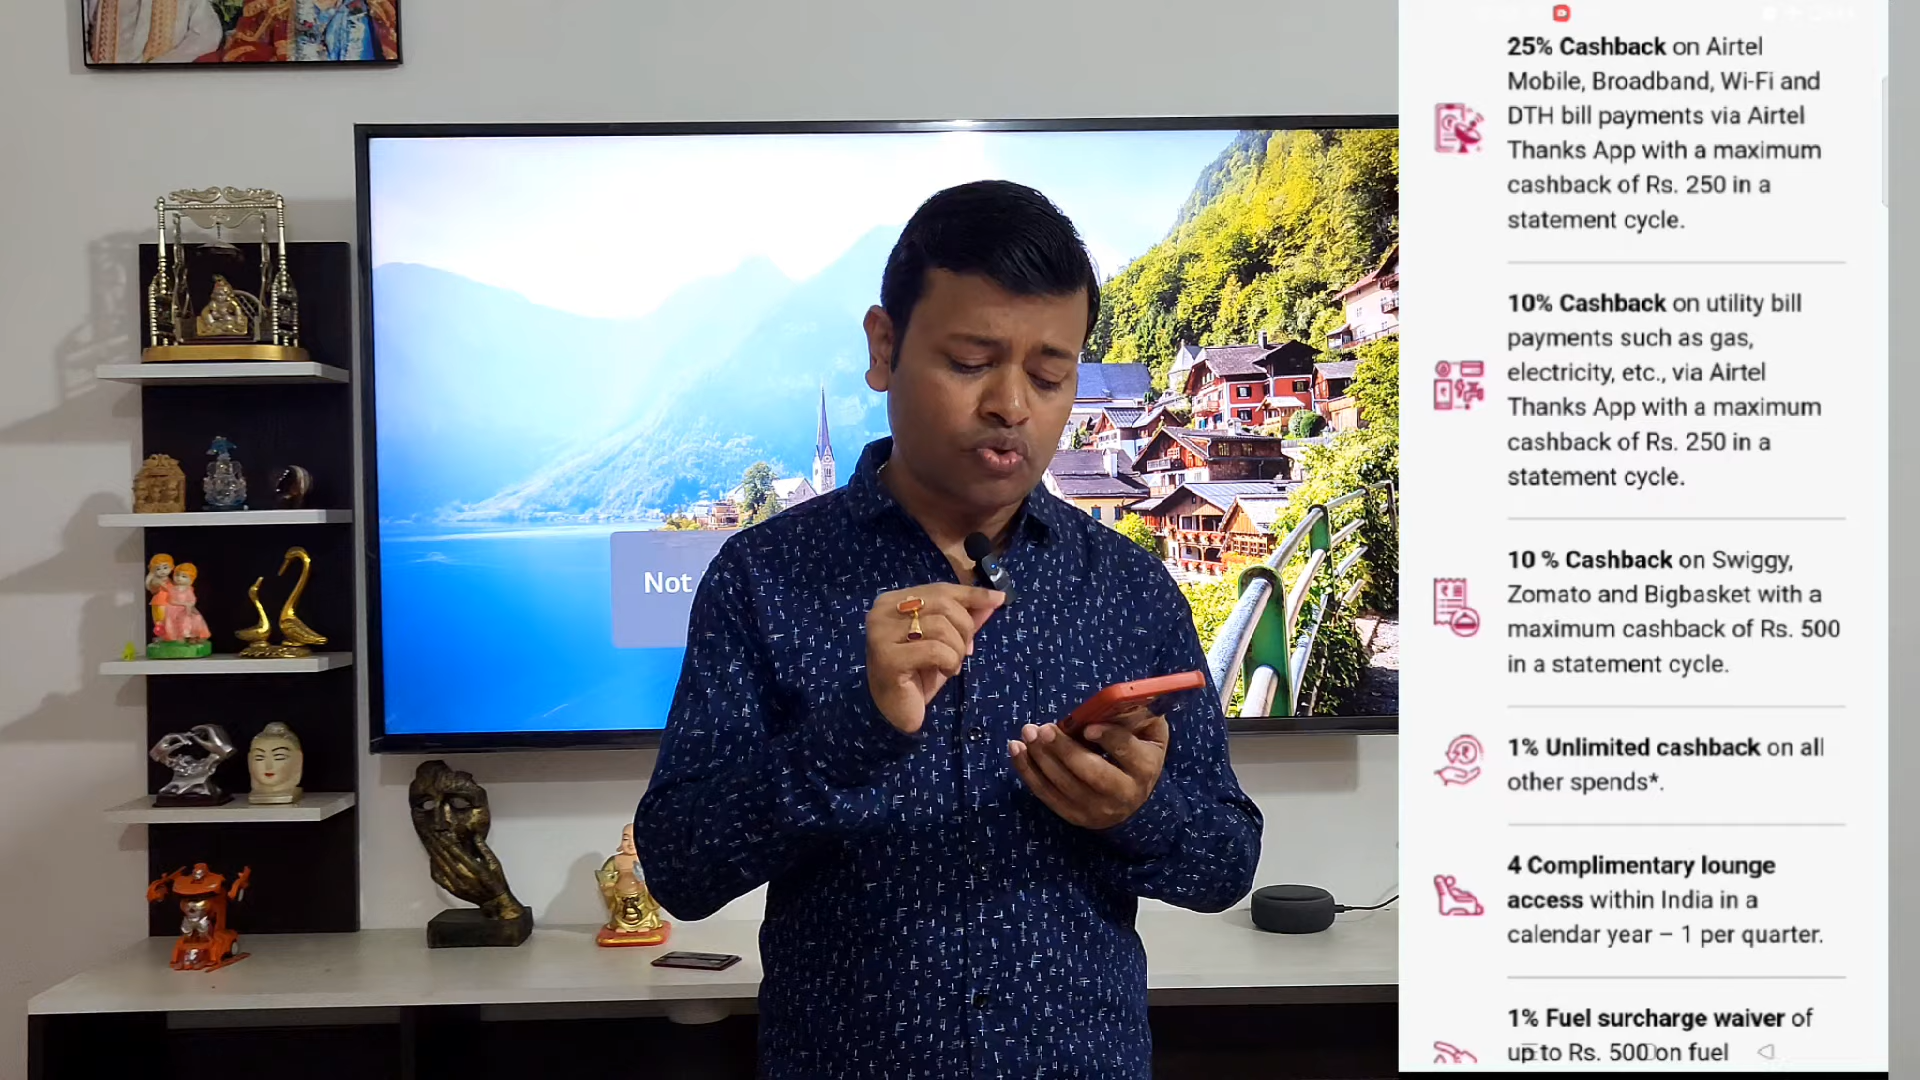 Not
25% Cashback on Airtel
Mobile, Broadband, Wi-Fi and
DTH bill payments via Airtel
Thanks App with a maximum
cashback of Rs. 250 in a
statement cycle.
10% Cashback on utility bill
payments such as gas,
electricity, etc., via Airtel
Thanks App with a maximum
cashback of Rs. 250 in a
statement cycle.
10 % Cashback on Swiggy,
Zomato and Bigbasket with a
maximum cashback of Rs. 500
in a statement cycle.
1% Unlimited cashback on all
other spends*.
4 Complimentary lounge
access within India in a
calendar year – 1 per quarter.
1% Fuel surcharge waiver of
up to Rs. 500 on fuel